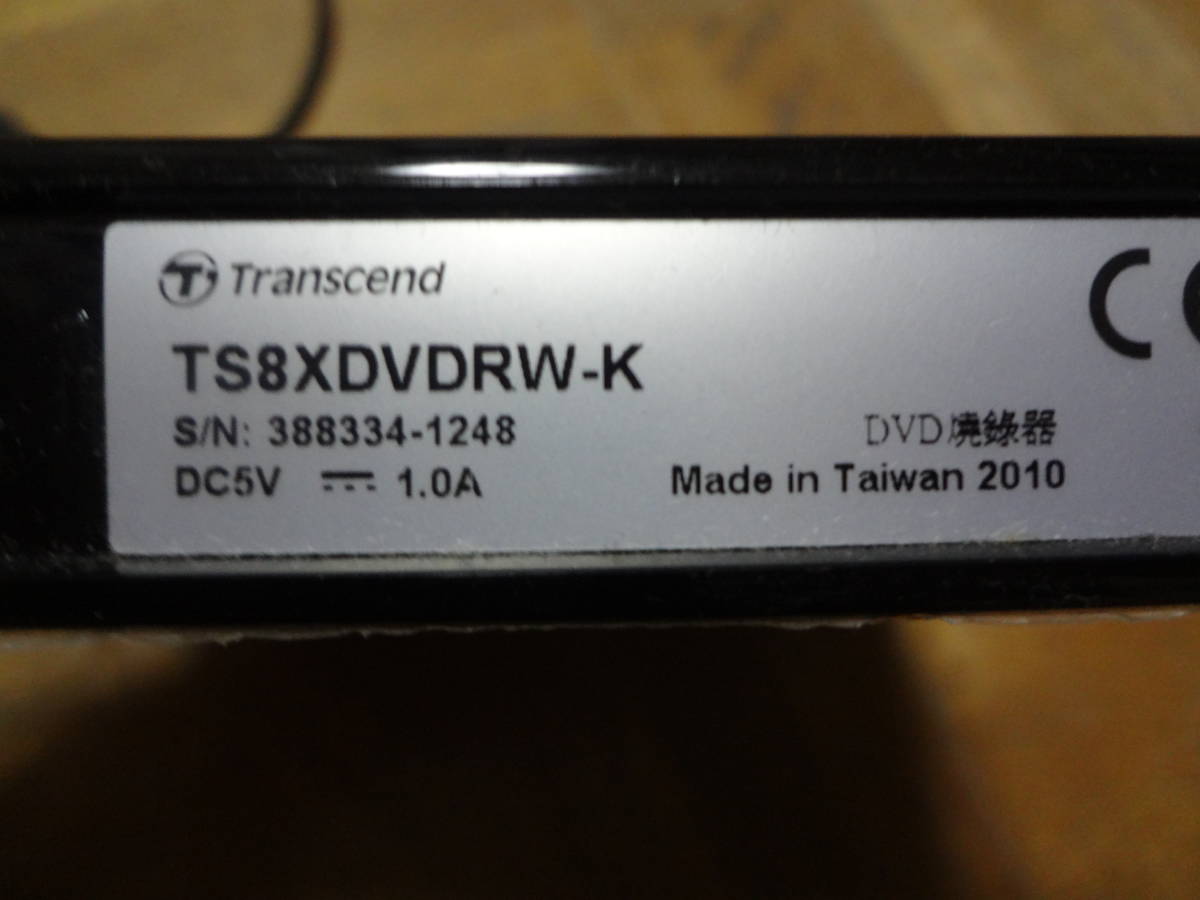 Transcend
TS8XDVDRW-K
S/N: 388334-1248
DVD燒錄器
DC5V ⎓ 1.0A
Made in Taiwan 2010
CE